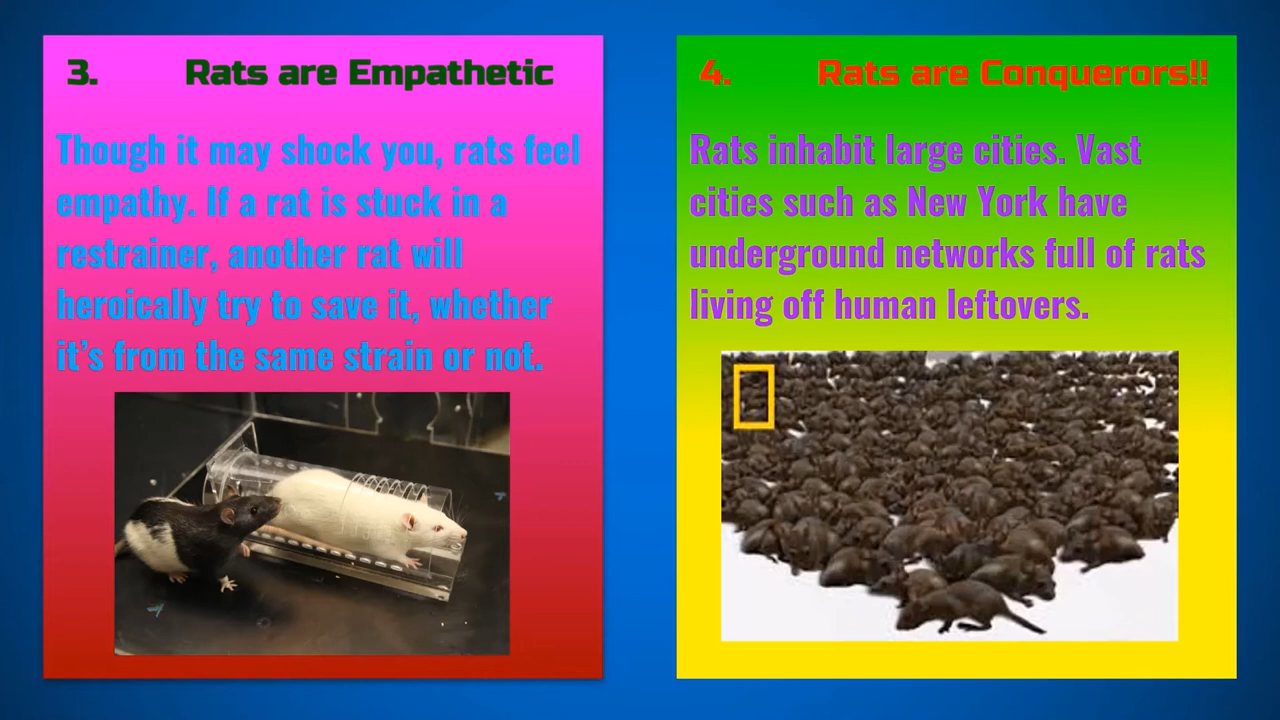 3. Rats are Empathetic
Though it may shock you, rats feel
empathy. If a rat is stuck in a
restrainer, another rat will
heroically try to save it, whether
it’s from the same strain or not.
4. Rats are Conquerors!!
Rats inhabit large cities. Vast
cities such as New York have
underground networks full of rats
living off human leftovers.